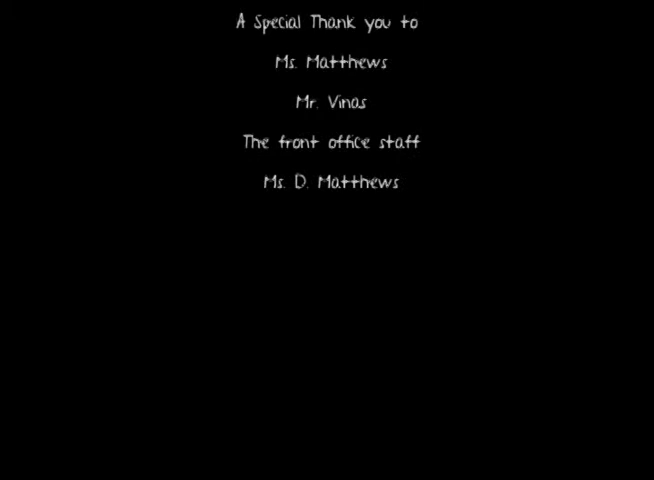 A Special Thank you to
Ms. Matthews
Mr. Vinas
The front office staff
Ms. D. Matthews